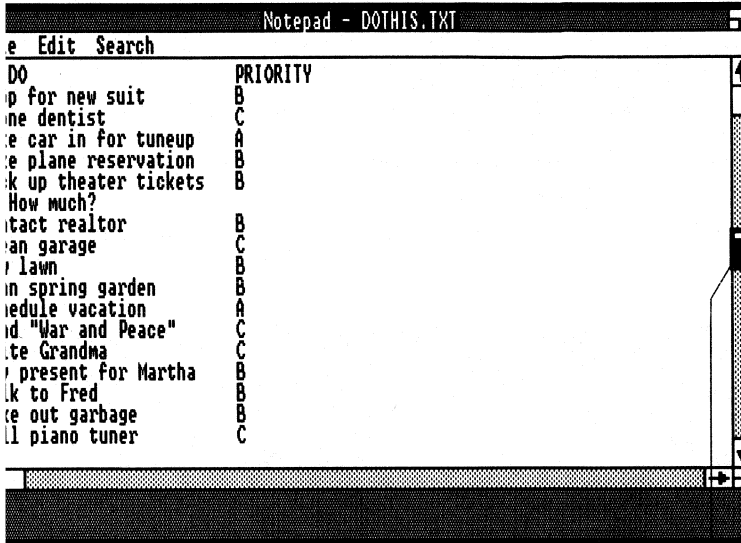 Notepad - DOTHIS.TXT
e Edit Search
DO PRIORITY
p for new suit B
ne dentist C
e car in for tuneup A
e plane reservation B
k up theater tickets B
How much?
tact realtor B
ean garage C
lawn B
n spring garden B
edule vacation A
d "War and Peace" C
te Grandma C
present for Martha B
lk to Fred B
e out garbage B
ll piano tuner C